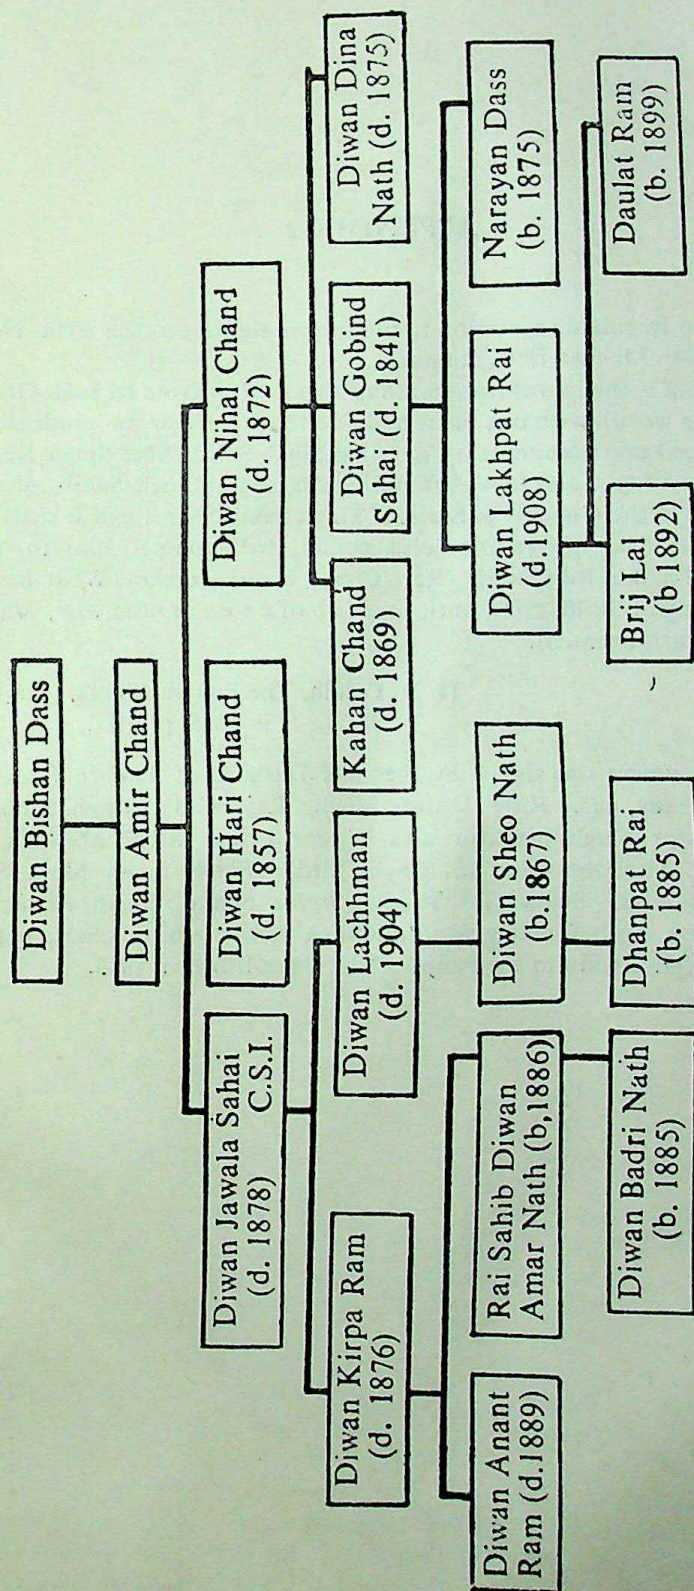 Diwan Bishan Dass
Diwan Amir Chand
Diwan Jawala Sahai
(d. 1878) C.S.I.
Diwan Hari Chand
(d. 1857)
Diwan Nihal Chand
(d. 1872)
Diwan Kirpa Ram
(d. 1876)
Diwan Lachhman
(d. 1904)
Kahan Chand
(d. 1869)
Diwan Gobind
Sahai (d. 1841)
Diwan Dina
Nath (d. 1875)
Diwan Anant
Ram (d.1889)
Rai Sahib Diwan
Amar Nath (b,1886)
Diwan Sheo Nath
(b.1867)
Diwan Lakhpat Rai
(d.1908)
Narayan Dass
(b. 1875)
Diwan Badri Nath
(b. 1885)
Dhanpat Rai
(b. 1885)
Brij Lal
(b 1892)
Daulat Ram
(b. 1899)